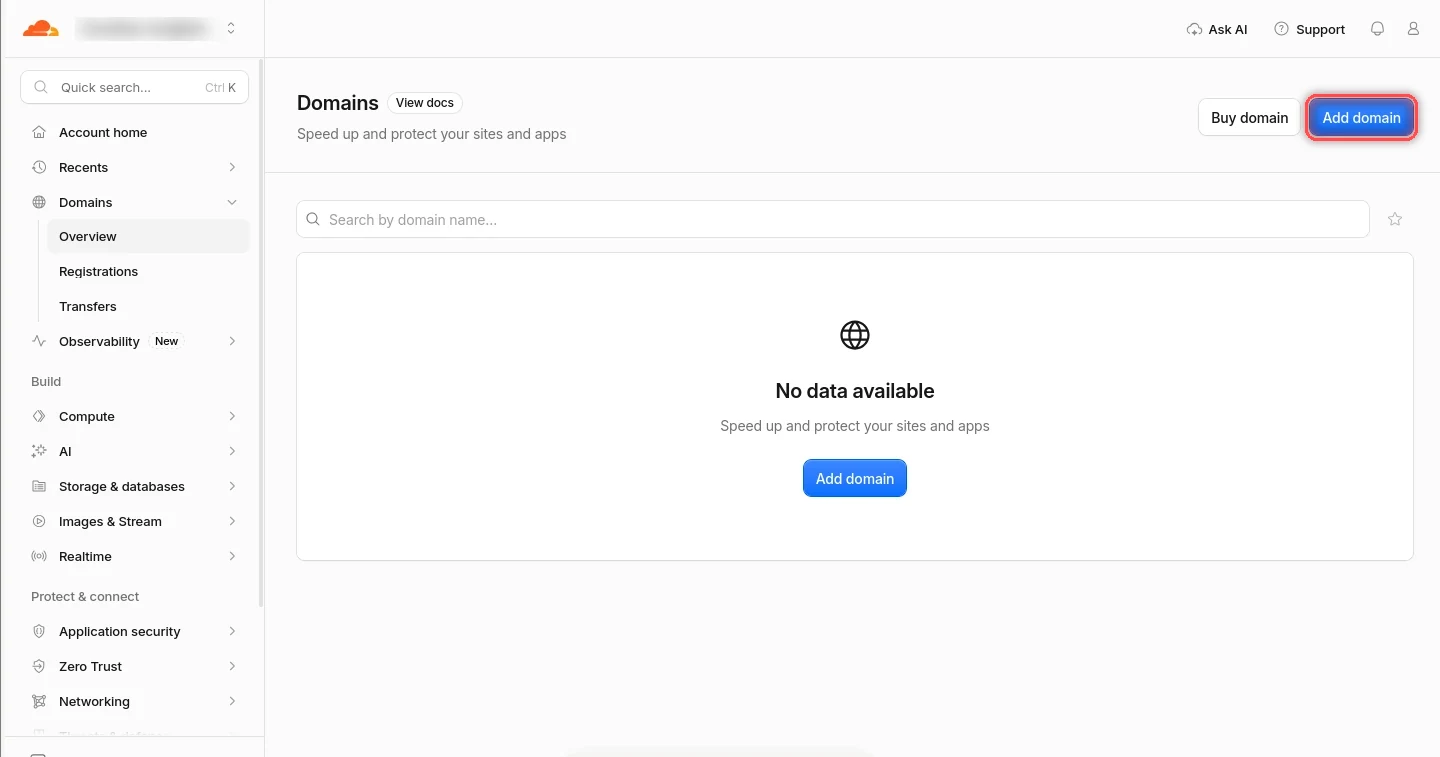 Ask AI
Support
Quick search...
Ctrl K
Account home
Recents
Domains
Overview
Registrations
Transfers
Observability New
Build
Compute
AI
Storage & databases
Images & Stream
Realtime
Protect & connect
Application security
Zero Trust
Networking
Domains
View docs
Speed up and protect your sites and apps
Buy domain
Add domain
Search by domain name...
No data available
Speed up and protect your sites and apps
Add domain